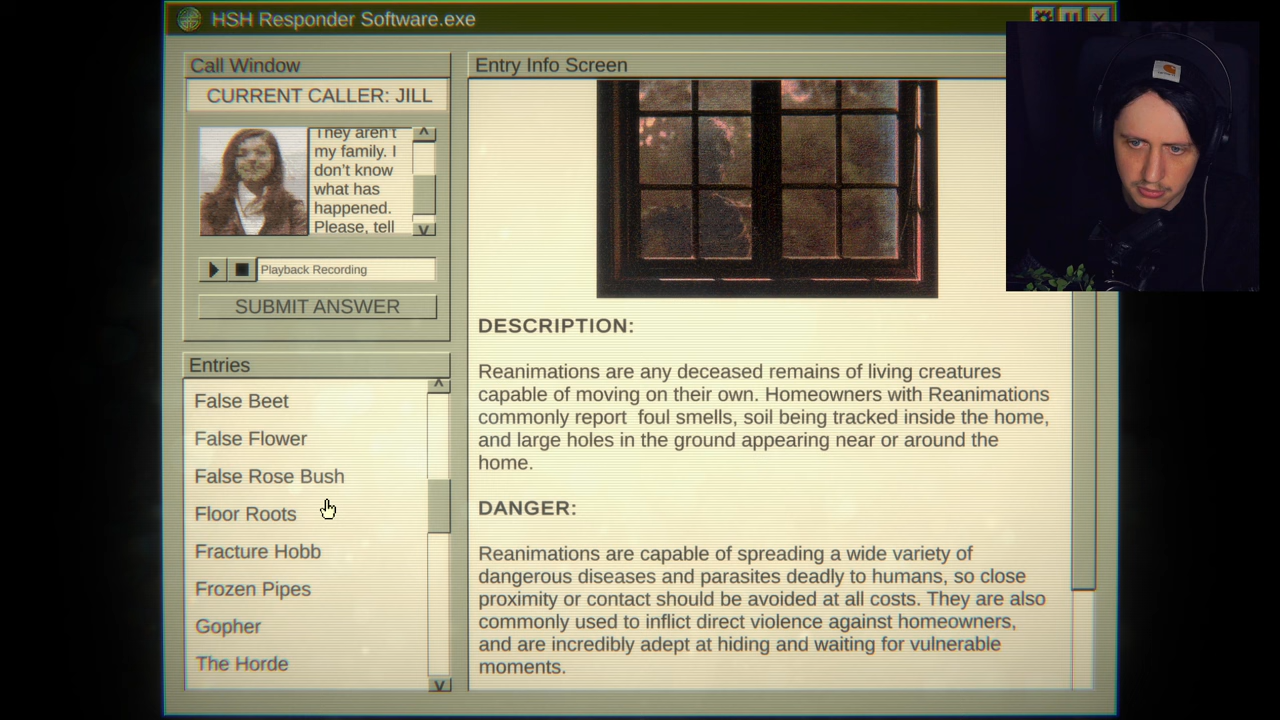 HSH Responder Software.exe
Call Window
CURRENT CALLER: JILL
They aren't
my family. I
don't know
what has
happened.
Please, tell
Playback Recording
SUBMIT ANSWER
Entries
False Beet
False Flower
False Rose Bush
Floor Roots
Fracture Hobb
Frozen Pipes
Gopher
The Horde
Entry Info Screen
DESCRIPTION:
Reanimations are any deceased remains of living creatures
capable of moving on their own. Homeowners with Reanimations
commonly report foul smells, soil being tracked inside the home,
and large holes in the ground appearing near or around the
home.
DANGER:
Reanimations are capable of spreading a wide variety of
dangerous diseases and parasites deadly to humans, so close
proximity or contact should be avoided at all costs. They are also
commonly used to inflict direct violence against homeowners,
and are incredibly adept at hiding and waiting for vulnerable
moments.